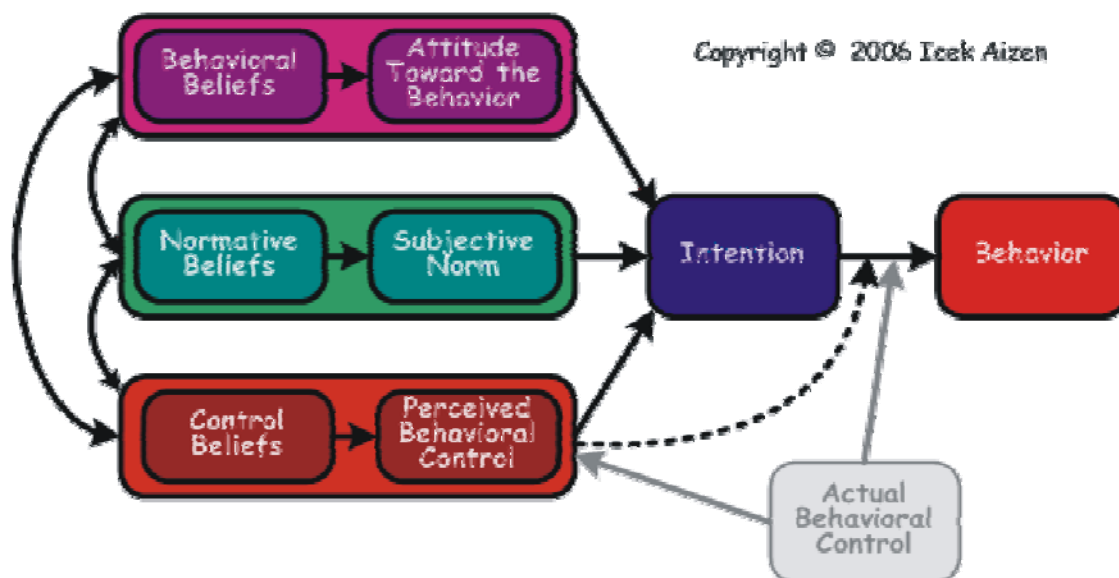 Behavioral
Beliefs
Attitude
Toward the
Behavior
Copyright © 2006 Icek Aizen
Normative
Beliefs
Subjective
Norm
Intention
Behavior
Control
Beliefs
Perceived
Behavioral
Control
Actual
Behavioral
Control